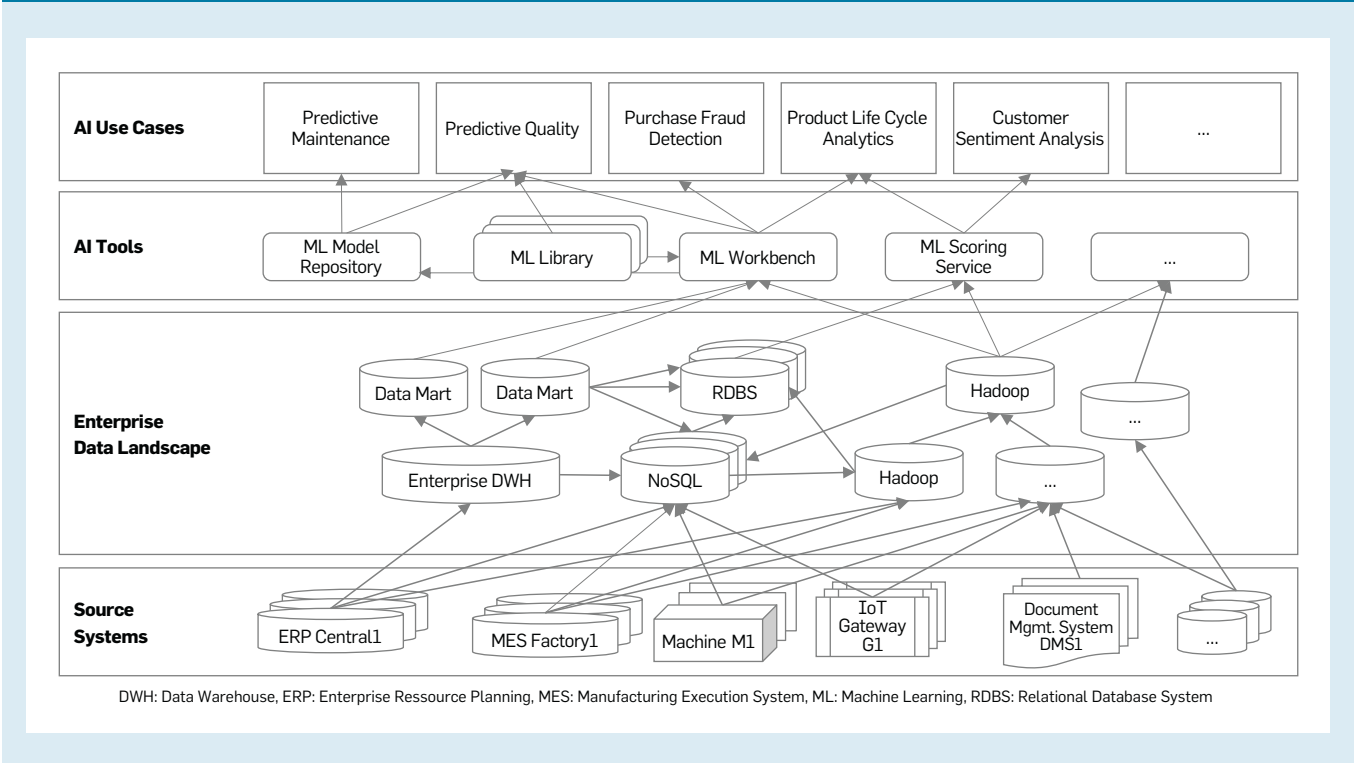 AI Use Cases
Predictive
Maintenance
Predictive Quality
Purchase Fraud
Detection
Product Life Cycle
Analytics
Customer
Sentiment Analysis
...
AI Tools
ML Model
Repository
ML Library
ML Workbench
ML Scoring
Service
...
Enterprise
Data Landscape
Data Mart
Data Mart
RDBS
Hadoop
...
Enterprise DWH
NoSQL
Hadoop
...
Source
Systems
ERP Central1
MES Factory1
Machine M1
IoT
Gateway
G1
Document
Mgmt. System
DMS1
...
DWH: Data Warehouse, ERP: Enterprise Ressource Planning, MES: Manufacturing Execution System, ML: Machine Learning, RDBS: Relational Database System